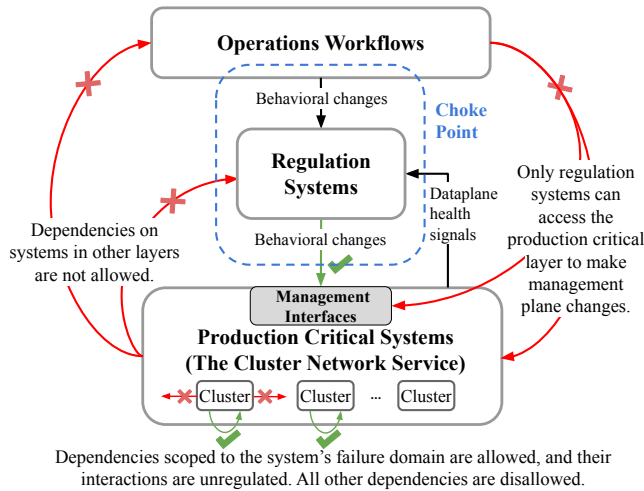 Operations Workflows
Behavioral changes
Choke
Point
Regulation
Systems
Dataplane
health
signals
Only regulation
systems can
access the
production critical
layer to make
management
plane changes.
Dependencies on
systems in other layers
are not allowed.
Behavioral changes
Management
Interfaces
Production Critical Systems
(The Cluster Network Service)
Cluster
Cluster
...
Cluster
Dependencies scoped to the system's failure domain are allowed, and their
interactions are unregulated. All other dependencies are disallowed.